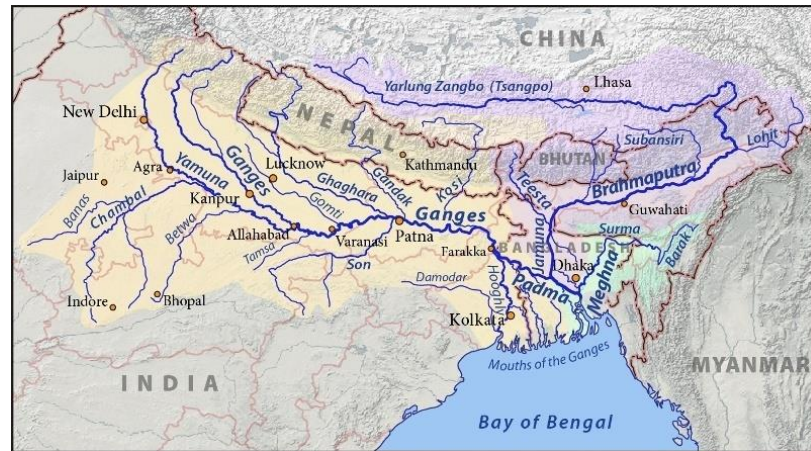 CHINA
Yarlung Zangbo (Tsangpo)
Lhasa
New Delhi
NEPAL
Subansiri
Lohit
BHUTAN
Agra
Yamuna
Ganges
Lucknow
Kathmandu
Teesta
Brahmaputra
Jaipur
Ghaghara
Gandak
Kosi
Kanpur
Gomti
Guwahati
Banas
Chambal
Betwa
Ganges
Jamuna
Surma
Barak
Allahabad
Varanasi
Patna
Farakka
BANGLADESH
Tamsa
Son
Dhaka
Meghna
Padma
Damodar
Hooghly
Indore
Bhopal
Kolkata
Mouths of the Ganges
INDIA
MYANMAR
Bay of Bengal